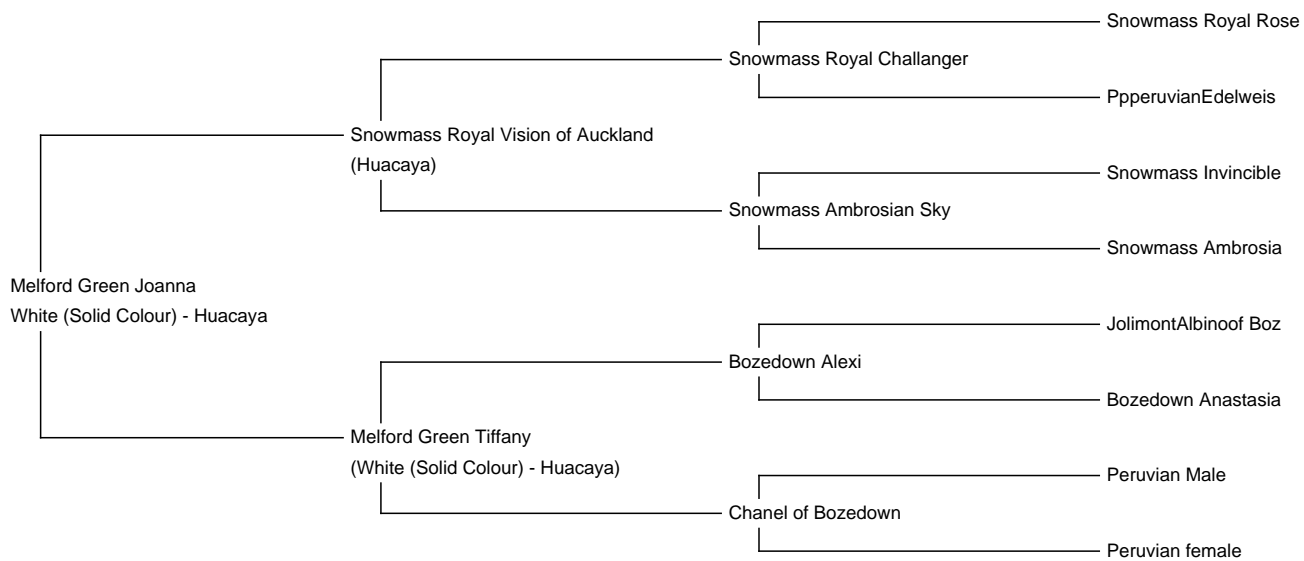 Snowmass Royal Rose
Snowmass Royal Challanger
PpperuvianEdelweis
Snowmass Royal Vision of Auckland
(Huacaya)
Snowmass Invincible
Snowmass Ambrosian Sky
Snowmass Ambrosia
Melford Green Joanna
White (Solid Colour) - Huacaya
JolimontAlbinoof Boz
Bozedown Alexi
Bozedown Anastasia
Melford Green Tiffany
(White (Solid Colour) - Huacaya)
Peruvian Male
Chanel of Bozedown
Peruvian female